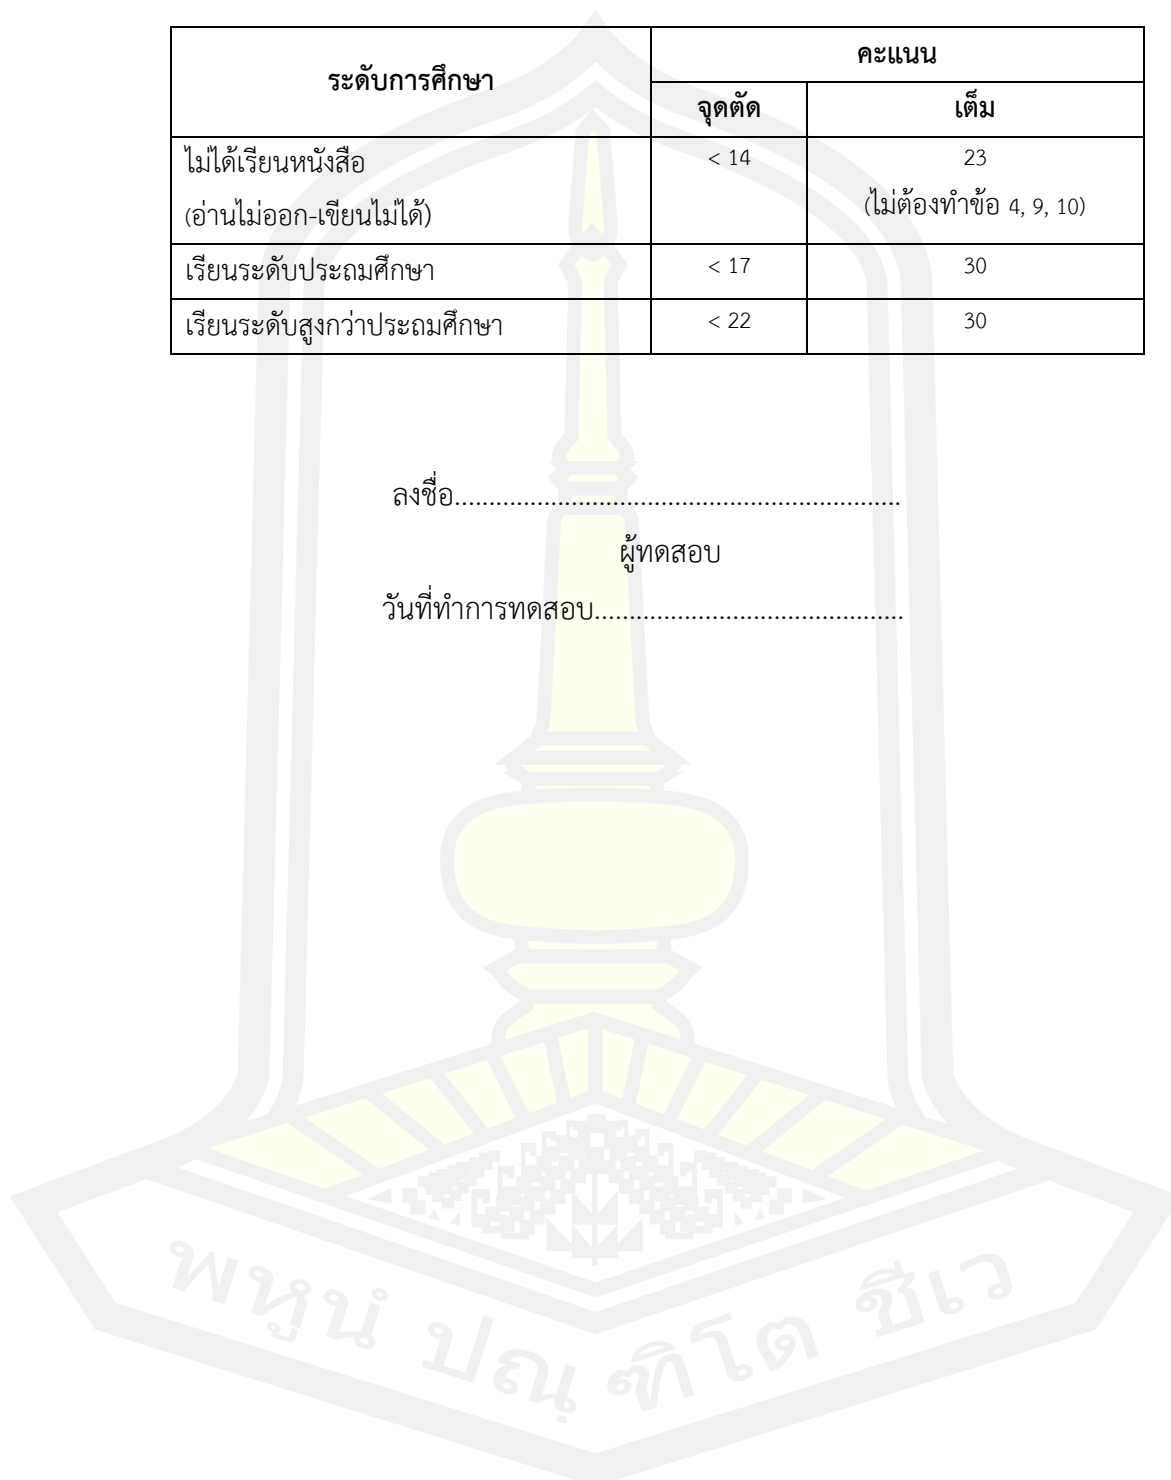 ระดับการศึกษา คะแนน
จุดตัด เต็ม
ไม่ได้เรียนหนังสือ < 14 23
(อ่านไม่ออก-เขียนไม่ได้) (ไม่ต้องทำข้อ 4, 9, 10)
เรียนระดับประถมศึกษา < 17 30
เรียนระดับสูงกว่าประถมศึกษา < 22 30
ลงชื่อ.................................................................
ผู้ทดสอบ
วันที่ทำการทดสอบ.............................................
พหูนํ ปณฺฑิโต ชีเว